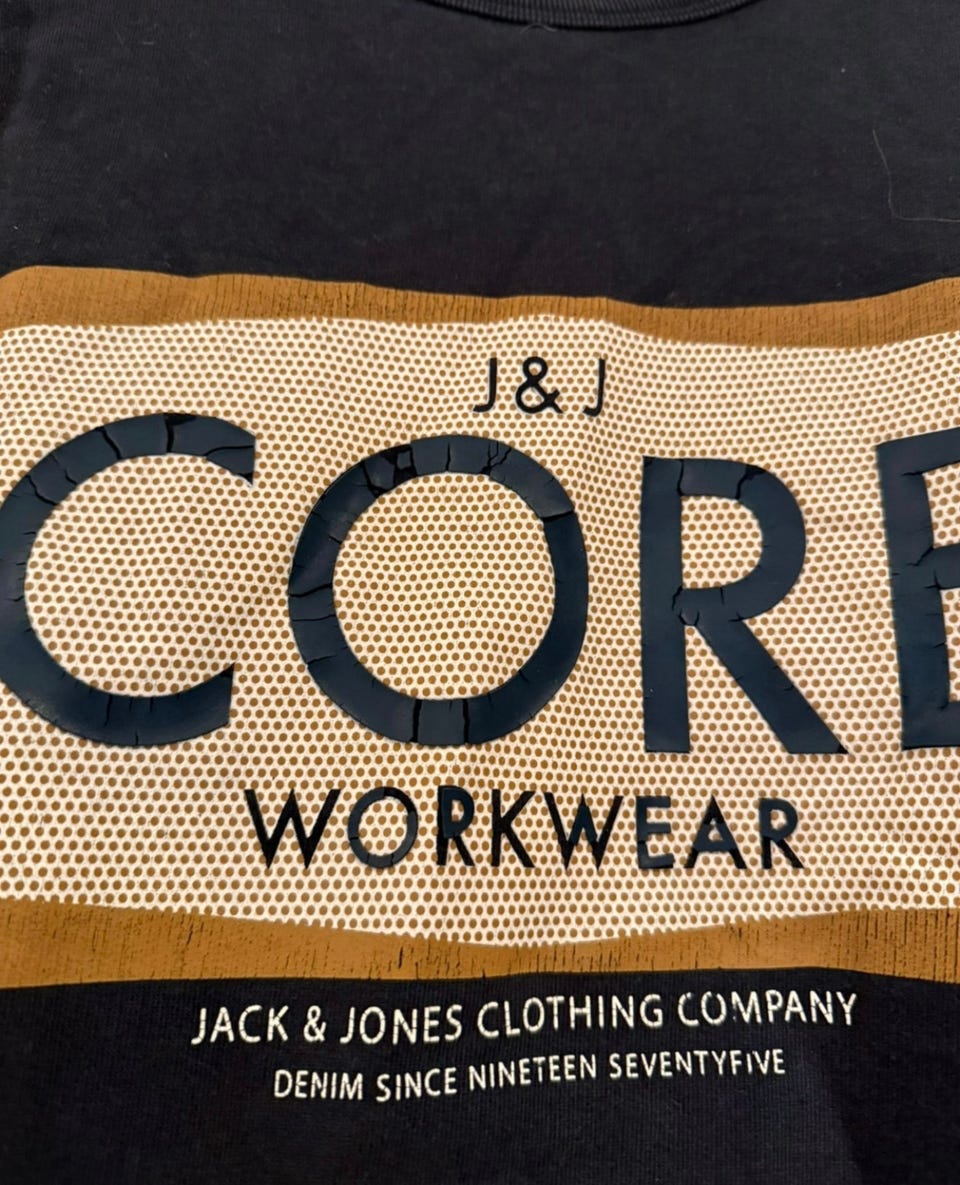 J & J
CORE
WORKWEAR
JACK & JONES CLOTHING COMPANY
DENIM SINCE NINETEEN SEVENTYFIVE